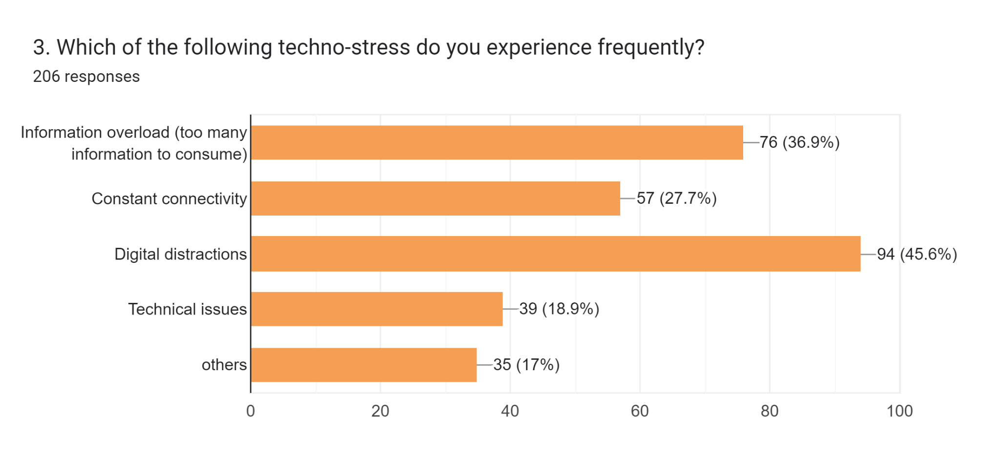 3. Which of the following techno-stress do you experience frequently?
206 responses
Information overload (too many
information to consume)
76 (36.9%)
Constant connectivity
57 (27.7%)
Digital distractions
94 (45.6%)
Technical issues
39 (18.9%)
others
35 (17%)
0 20 40 60 80 100